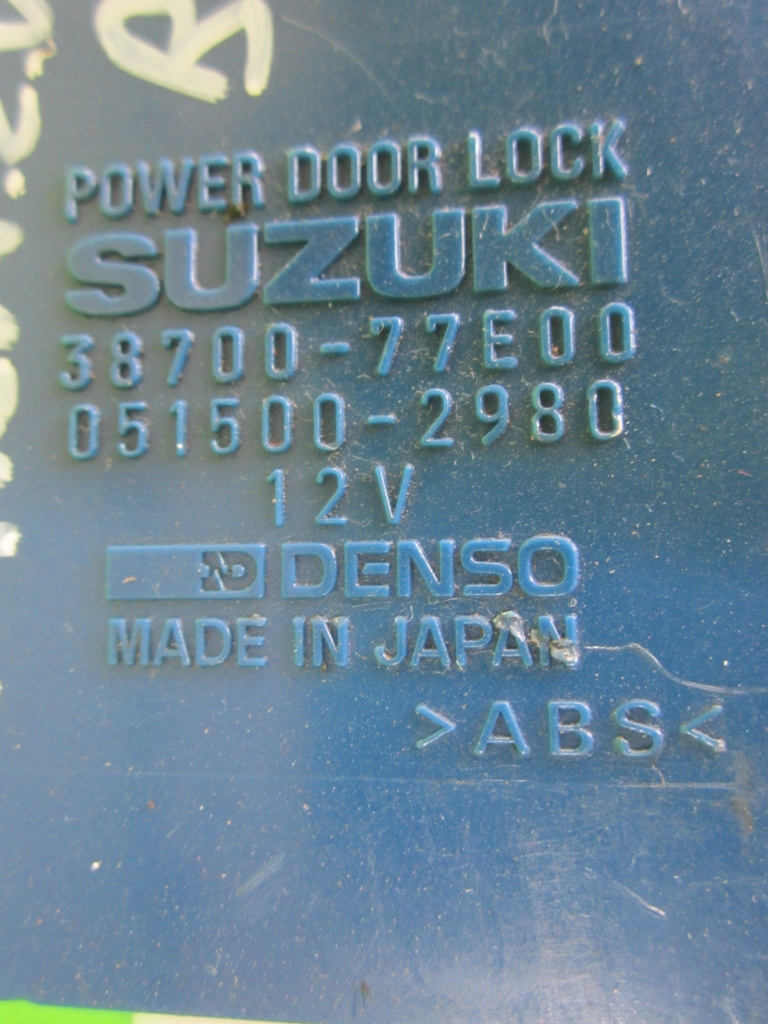 POWER DOOR LOCK
SUZUKI
38700-77E00
051500-2980
12V
DENSO
MADE IN JAPAN
>ABS<